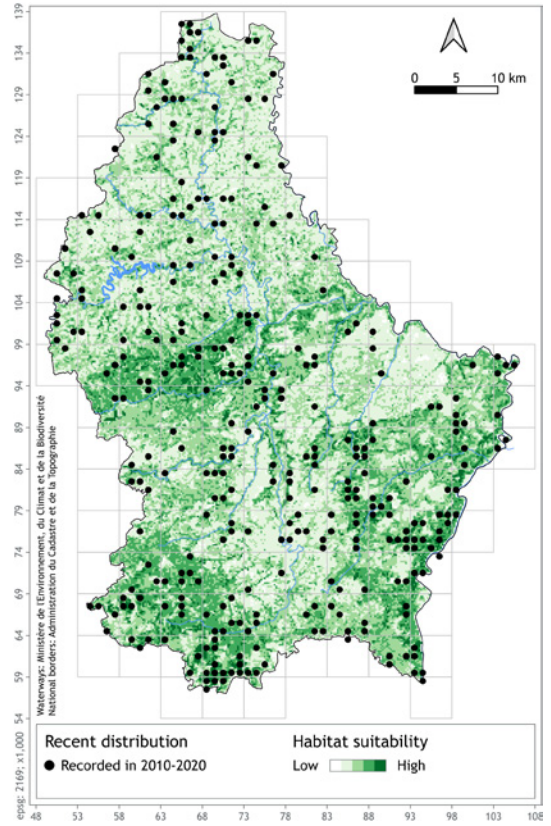 139
134
129
124
119
114
109
104
99
94
89
84
79
74
69
64
59
54
0 5 10 km
Waterways: Ministère de l'Environnement, du Climat et de la Biodiversité
National borders: Administration du Cadastre et de la Topographie
epsg: 2169; x1,000
Recent distribution
Recorded in 2010-2020
Habitat suitability
Low High
48 53 58 63 68 73 78 83 88 93 98 103 108